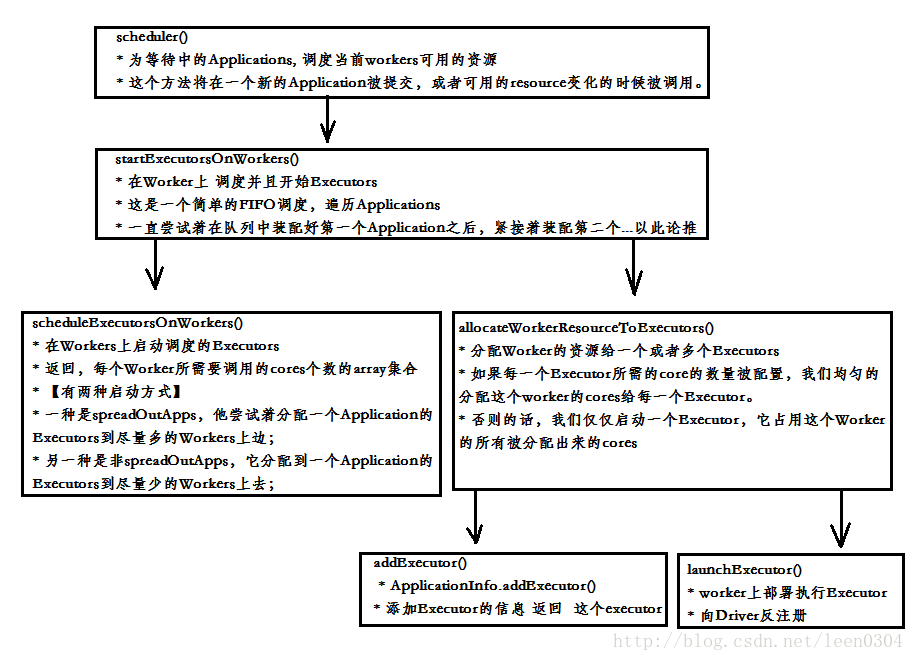 scheduler()
* 为等待中的Applications, 调度当前workers可用的资源
* 这个方法将在一个新的Application被提交，或者可用的resource变化的时候被调用。
startExecutorsOnWorkers()
* 在Worker上 调度并且开始Executors
* 这是一个简单的FIFO调度，遍历Applications
* 一直尝试着在队列中装配好第一个Application之后，紧接着装配第二个...以此论推
scheduleExecutorsOnWorkers()
* 在Workers上启动调度的Executors
* 返回，每个Worker所需要调用的cores个数的array集合
* 【有两种启动方式】
* 一种是spreadOutApps，他尝试着分配一个Application的
Executors到尽量多的Workers上边；
* 另一种是非spreadOutApps，它分配到一个Application的
Executors到尽量少的Workers上去；
allocateWorkerResourceToExecutors()
* 分配Worker的资源给一个或者多个Executors
* 如果每一个Executor所需的core的数量被配置，我们均匀的
分配这个worker的cores给每一个Executor。
* 否则的话，我们仅仅启动一个Executor，它占用这个Worker
的所有被分配出来的cores
addExecutor()
* ApplicationInfo.addExecutor()
* 添加Executor的信息 返回 这个executor
launchExecutor()
* worker上部署执行Executor
* 向Driver反注册
http://blog.csdn.net/leen0304